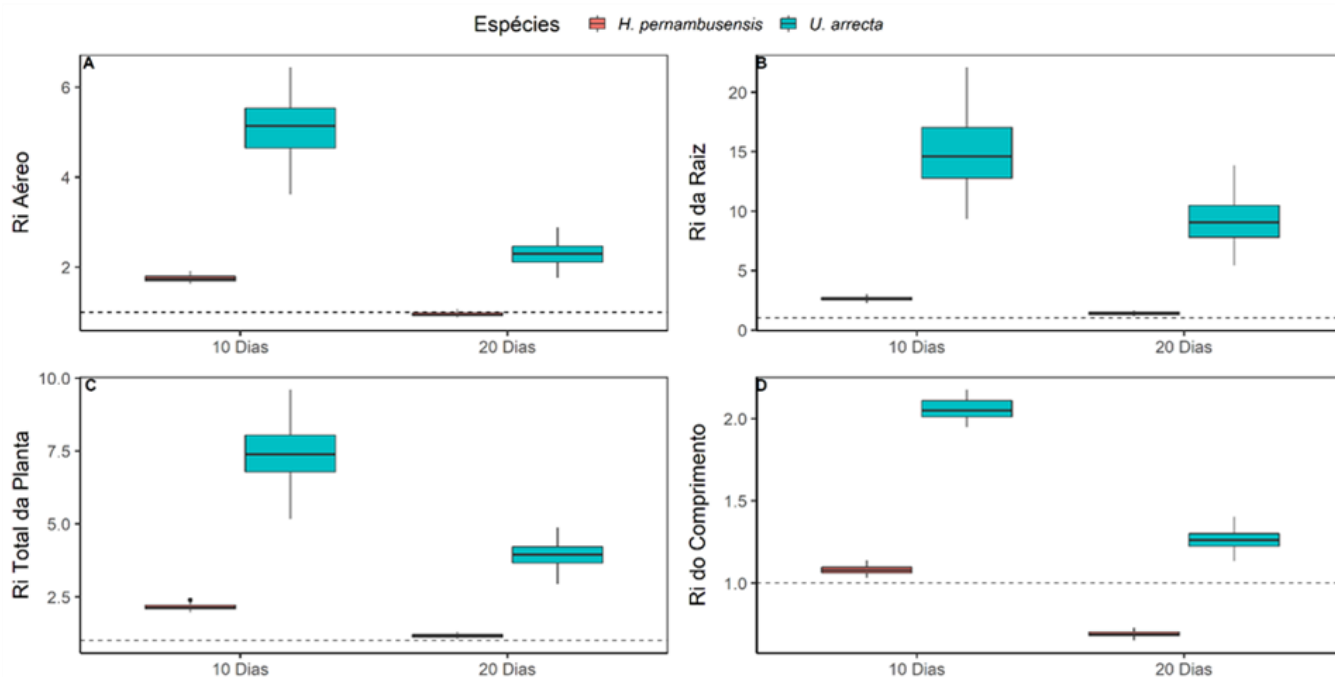 Espécies H. pernambusensis U. arrecta
A
Ri Aéreo
6
4
2
10 Dias 20 Dias
B
Ri da Raiz
20
15
10
5
0
10 Dias 20 Dias
C
Ri Total da Planta
10.0
7.5
5.0
2.5
10 Dias 20 Dias
D
Ri do Comprimento
2.0
1.5
1.0
10 Dias 20 Dias